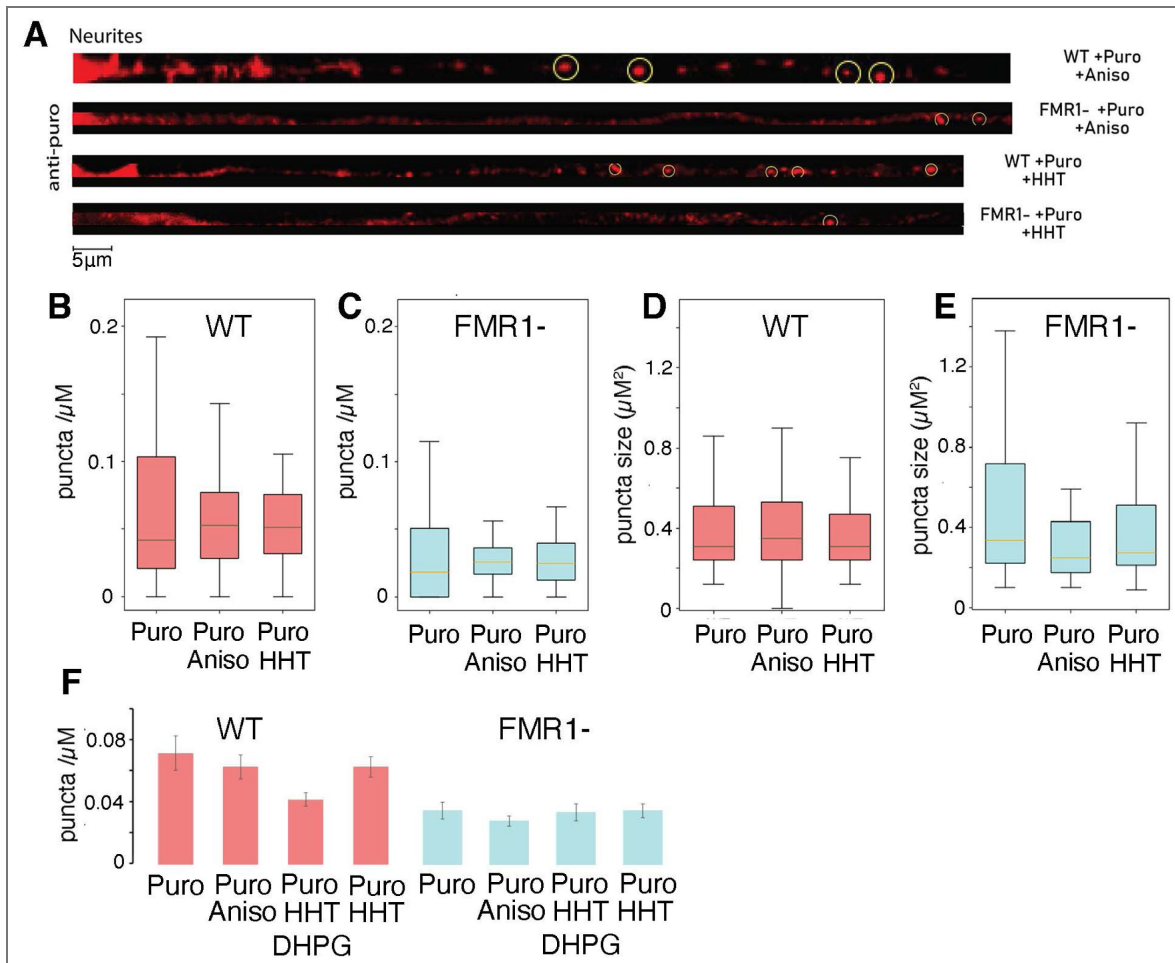 A Neurites
anti-puro
WT +Puro
+Aniso
FMR1- +Puro
+Aniso
WT +Puro
+HHT
FMR1- +Puro
+HHT
5μm
B
WT
puncta /μM
0.2
0.1
0
Puro
Puro
Aniso
Puro
HHT
C
FMR1-
puncta /μM
0.2
0.1
0
Puro
Puro
Aniso
Puro
HHT
D
WT
puncta size (μM²)
1.2
0.8
0.4
0
Puro
Puro
Aniso
Puro
HHT
E
FMR1-
puncta size (μM²)
1.2
0.8
0.4
0
Puro
Puro
Aniso
Puro
HHT
F
WT
FMR1-
puncta /μM
0.08
0.04
0
Puro
Puro
Aniso
Puro
HHT
DHPG
Puro
HHT
Puro
Puro
Aniso
Puro
HHT
DHPG
Puro
HHT